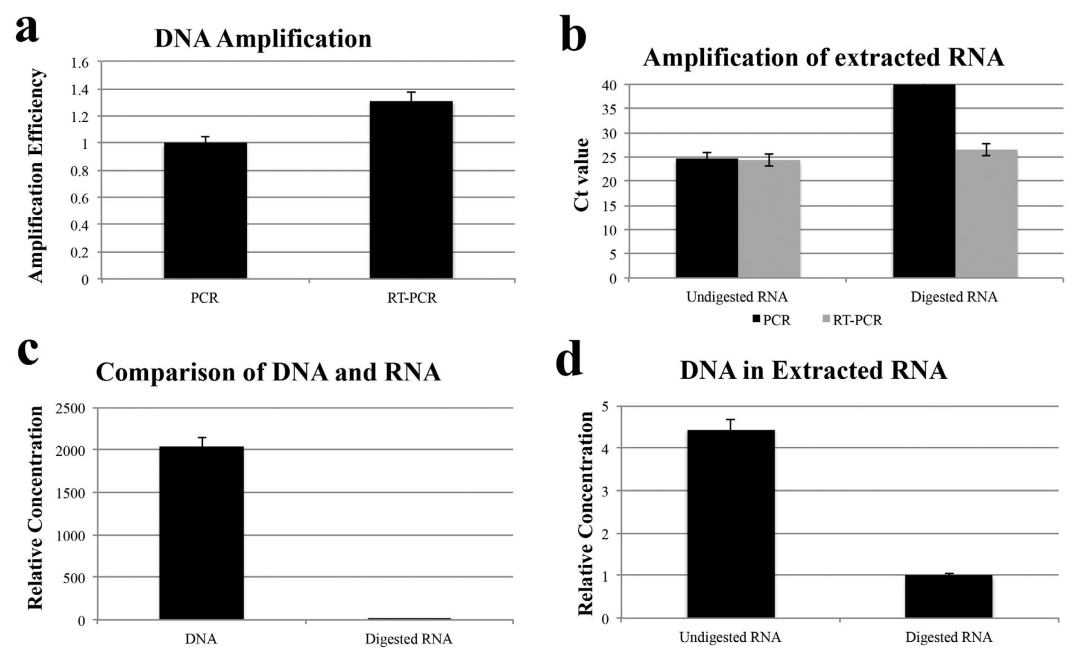 a
DNA Amplification
Amplification Efficiency
1.6
1.4
1.2
1
0.8
0.6
0.4
0.2
0
PCR
RT-PCR
b
Amplification of extracted RNA
Ct value
40
35
30
25
20
25
15
10
5
0
Undigested RNA
Digested RNA
PCR
RT-PCR
c
Comparison of DNA and RNA
Relative Concentration
2500
2000
1500
1000
500
0
DNA
Digested RNA
d
DNA in Extracted RNA
Relative Concentration
5
4
3
2
1
0
Undigested RNA
Digested RNA